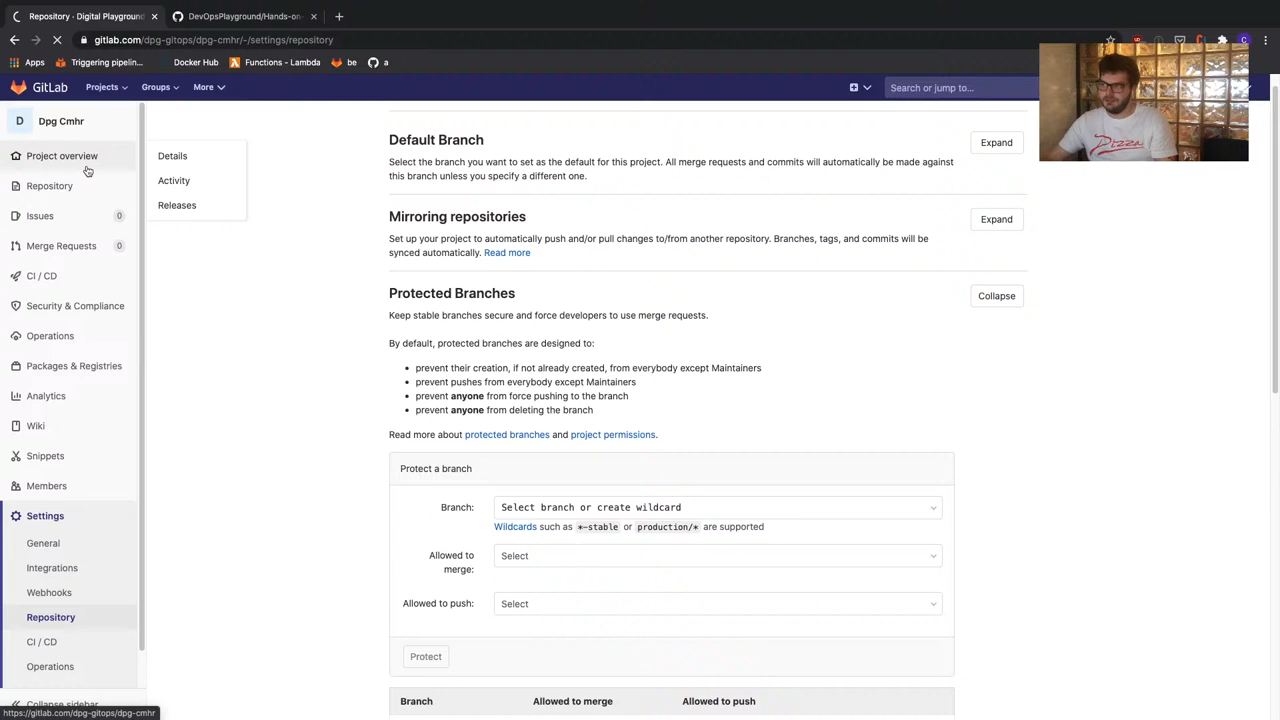 Repository · Digital Playground
DevOpsPlayground/Hands-on-
gitlab.com/dpg-gitops/dpg-cmhr/-/settings/repository
Apps
Triggering pipelin...
Docker Hub
Functions - Lambda
be
a
GitLab
Projects
Groups
More
Search or jump to...
D
Dpg Cmhr
Project overview
Repository
Issues
0
Merge Requests
0
CI / CD
Security & Compliance
Operations
Packages & Registries
Analytics
Wiki
Snippets
Members
Settings
General
Integrations
Webhooks
Repository
CI / CD
Operations
Collapse sidebar
https://gitlab.com/dpg-gitops/dpg-cmhr
Details
Activity
Releases
Default Branch
Expand
Select the branch you want to set as the default for this project. All merge requests and commits will automatically be made against
this branch unless you specify a different one.
Mirroring repositories
Expand
Set up your project to automatically push and/or pull changes to/from another repository. Branches, tags, and commits will be
synced automatically. Read more
Protected Branches
Collapse
Keep stable branches secure and force developers to use merge requests.
By default, protected branches are designed to:
• prevent their creation, if not already created, from everybody except Maintainers
• prevent pushes from everybody except Maintainers
• prevent anyone from force pushing to the branch
• prevent anyone from deleting the branch
Read more about protected branches and project permissions.
Protect a branch
Branch:
Select branch or create wildcard
Wildcards such as *-stable or production/* are supported
Allowed to
merge:
Select
Allowed to push:
Select
Protect
Branch
Allowed to merge
Allowed to push